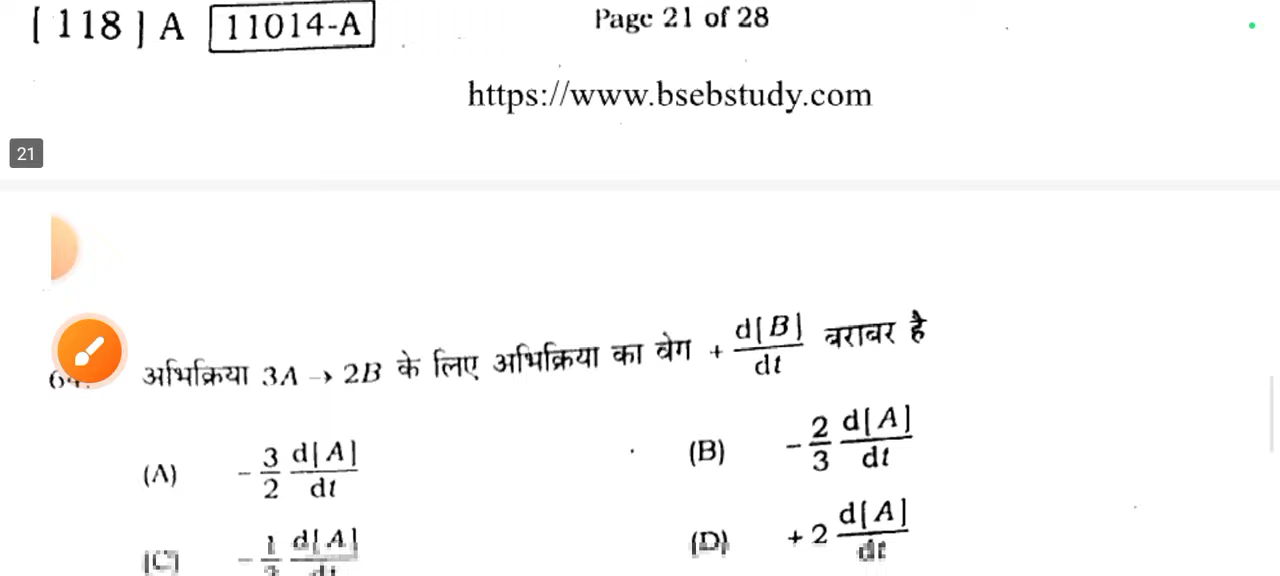 [ 118 ] A 11014-A Page 21 of 28
https://www.bsebstudy.com
21
अभिक्रिया 3A → 2B के लिए अभिक्रिया का वेग + d[B]/dt बराबर है
(A) - 3/2 d[A]/dt (B) - 2/3 d[A]/dt
(C) d[A] (D) + 2 d[A]/dt